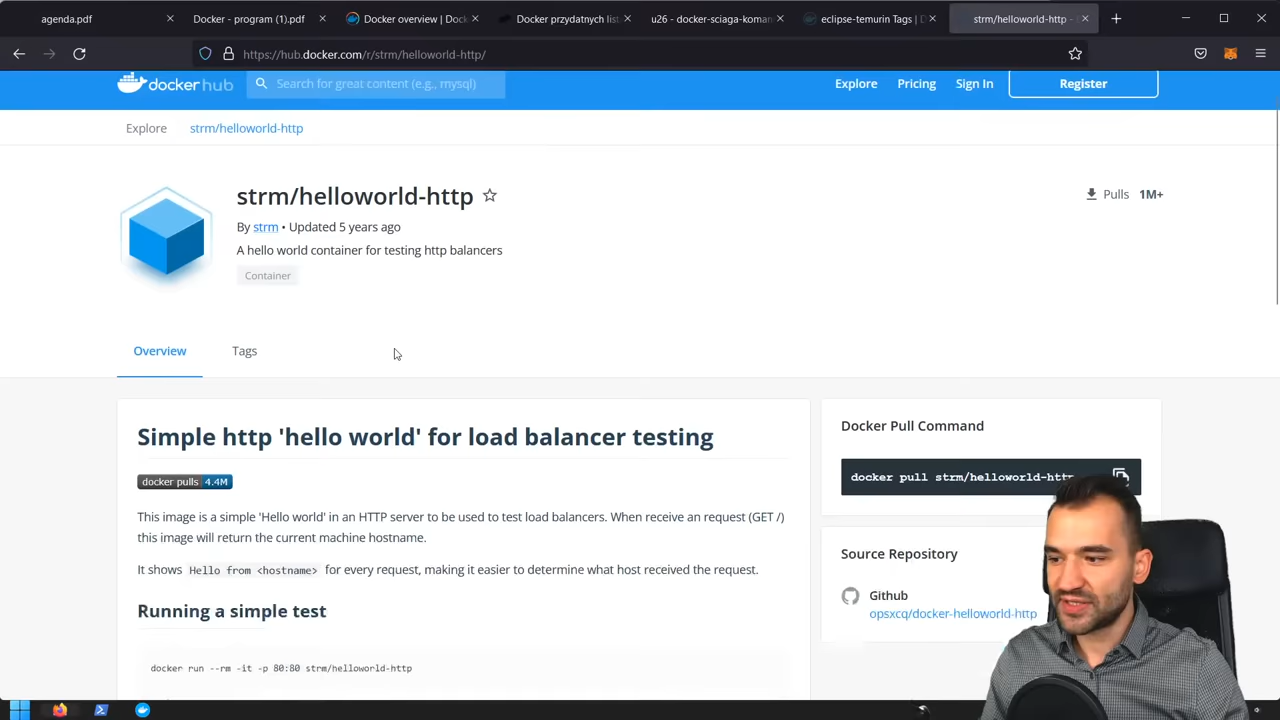 agenda.pdf
Docker - program (1).pdf
Docker overview | Doc
Docker przydatnych list
u26 - docker-sciaga-koman
eclipse-temurin Tags | D
strm/helloworld-http -
https://hub.docker.com/r/strm/helloworld-http/
docker hub
Search for great content (e.g., mysql)
Explore
Pricing
Sign In
Register
Explore
strm/helloworld-http
strm/helloworld-http
Pulls 1M+
By strm • Updated 5 years ago
A hello world container for testing http balancers
Container
Overview
Tags
Simple http 'hello world' for load balancer testing
docker pulls 4.4M
This image is a simple 'Hello world' in an HTTP server to be used to test load balancers. When receive an request (GET /)
this image will return the current machine hostname.
It shows Hello from <hostname> for every request, making it easier to determine what host received the request.
Running a simple test
docker run --rm -it -p 80:80 strm/helloworld-http
Docker Pull Command
docker pull strm/helloworld-http
Source Repository
Github
opsxcq/docker-helloworld-http